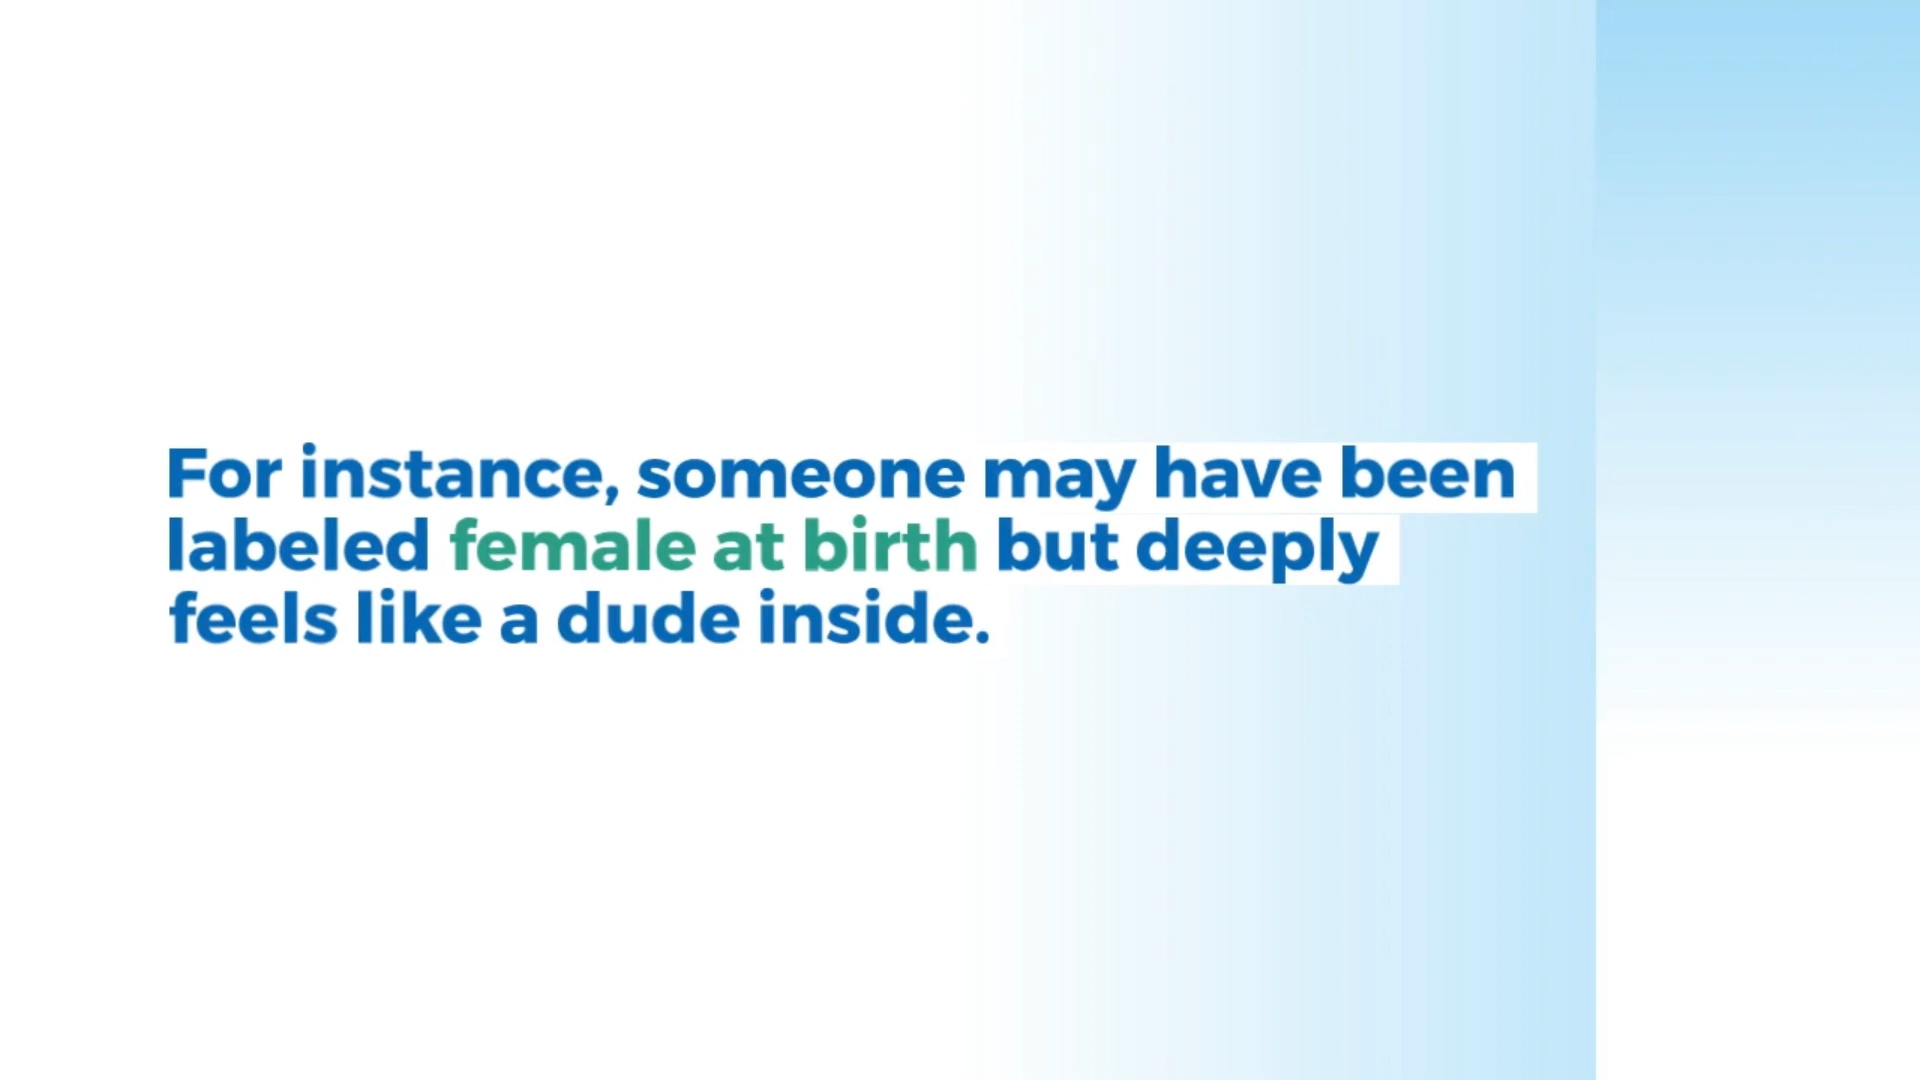 For instance, someone may have been
labeled female at birth but deeply
feels like a dude inside.